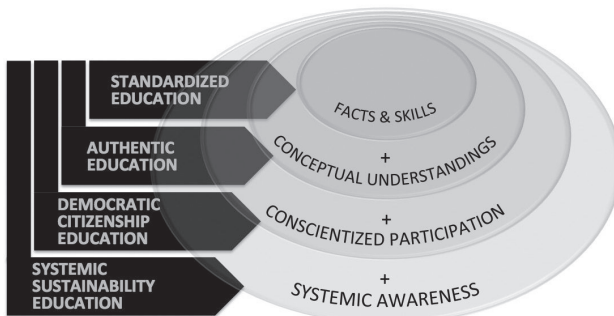 STANDARDIZED
EDUCATION
FACTS & SKILLS
AUTHENTIC
EDUCATION
+
CONCEPTUAL UNDERSTANDINGS
DEMOCRATIC
CITIZENSHIP
EDUCATION
+
CONSCIENTIZED PARTICIPATION
SYSTEMIC
SUSTAINABILITY
EDUCATION
+
SYSTEMIC AWARENESS